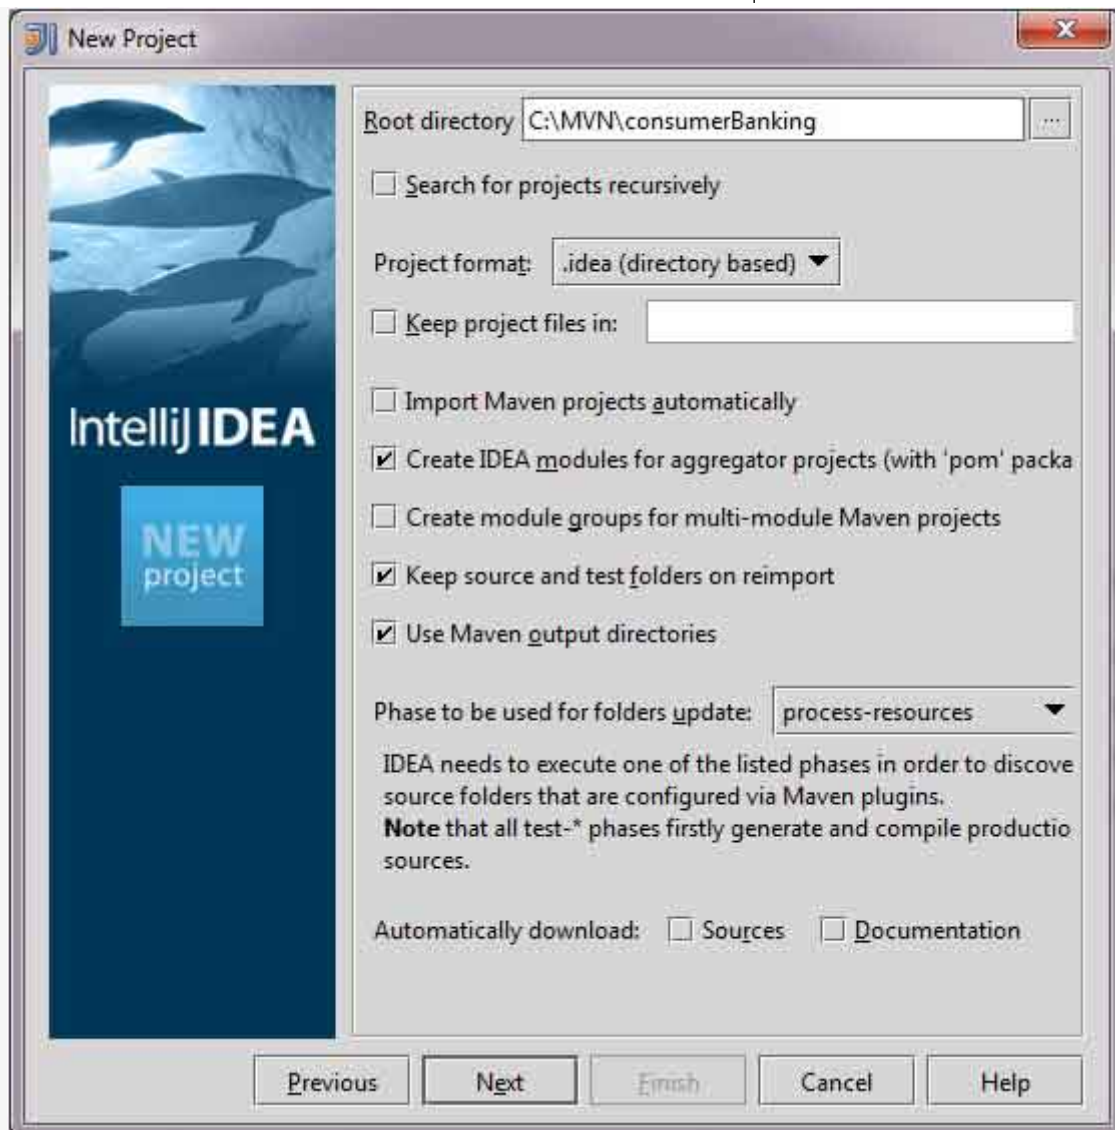 New Project
Root directory C:\MVN\consumerBanking ...
Search for projects recursively
Project format: .idea (directory based)
Keep project files in:
IntelliJ IDEA
Import Maven projects automatically
Create IDEA modules for aggregator projects (with 'pom' packa
NEW
project
Create module groups for multi-module Maven projects
Keep source and test folders on reimport
Use Maven output directories
Phase to be used for folders update: process-resources
IDEA needs to execute one of the listed phases in order to discove
source folders that are configured via Maven plugins.
Note that all test-* phases firstly generate and compile productio
sources.
Automatically download: Sources Documentation
Previous Next Finish Cancel Help